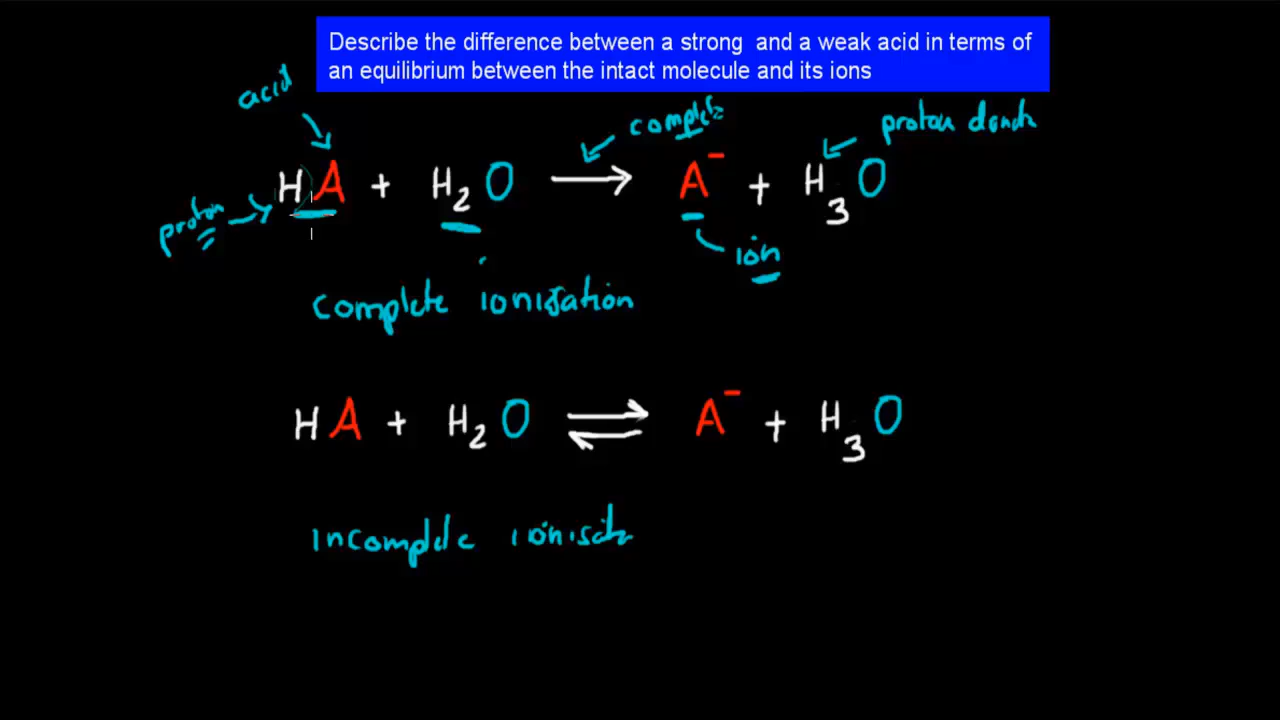 Describe the difference between a strong and a weak acid in terms of
an equilibrium between the intact molecule and its ions
acid
complete
proton donor
HA + H₂O → A⁻ + H₃O
proton
ion
complete ionisation
HA + H₂O ⇌ A⁻ + H₃O
incomplete